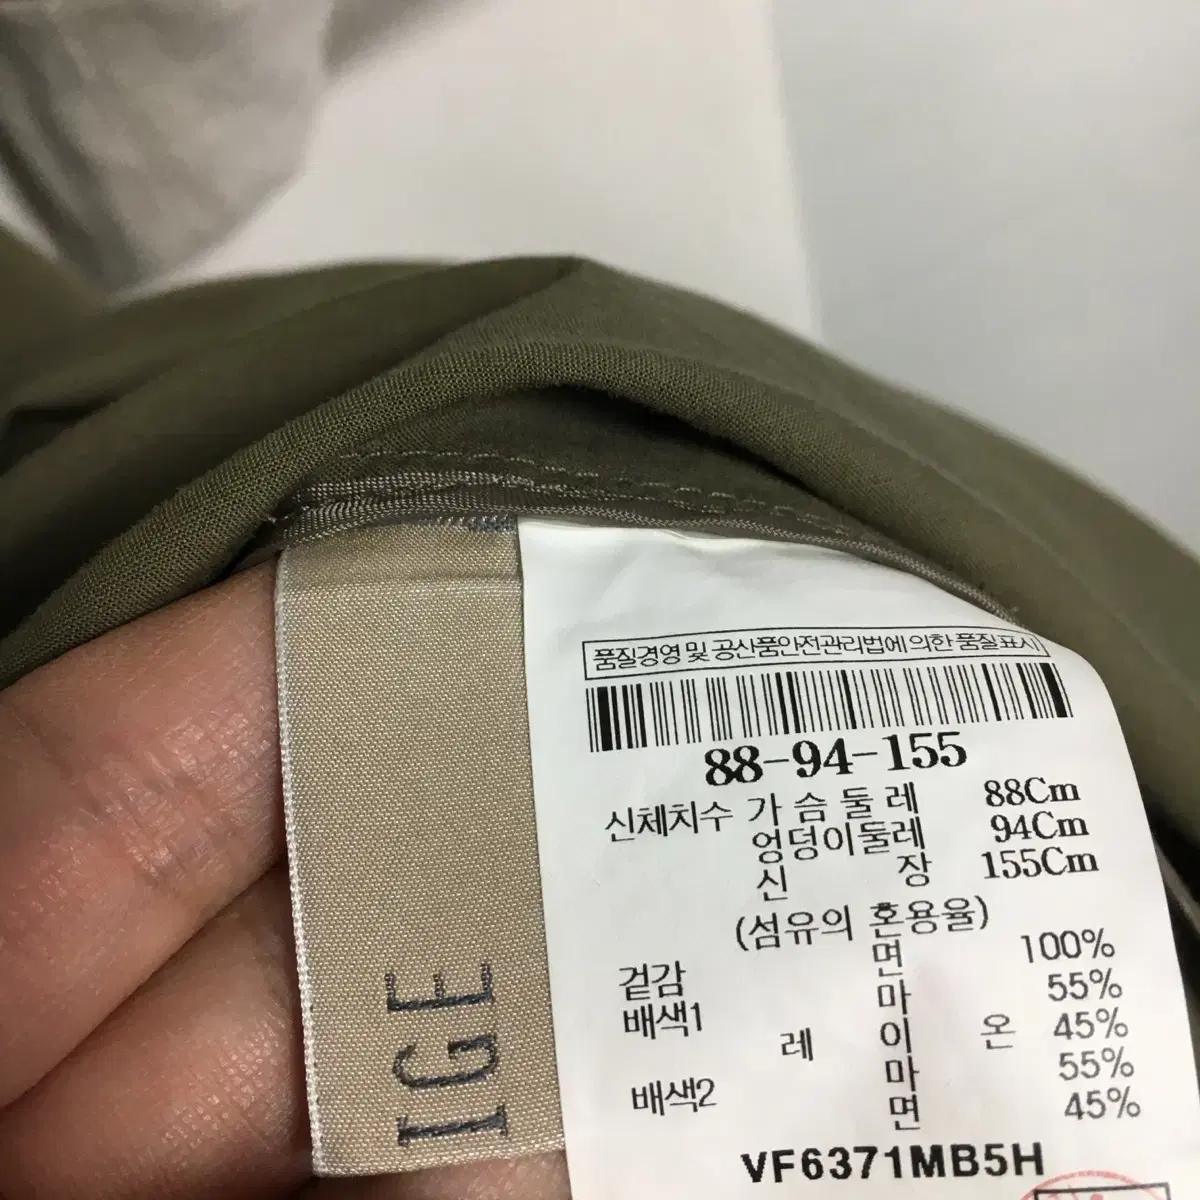 품질경영 및 공산품안전관리법에 의한 품질표시
88-94-155
신체치수 가슴둘레 88Cm
엉덩이둘레 94Cm
신장 155Cm
(섬유의 혼용율)
겉감 면 100%
배색1 마 55%
레이온 45%
배색2 마 55%
면 45%
VF6371MB5H
IGE